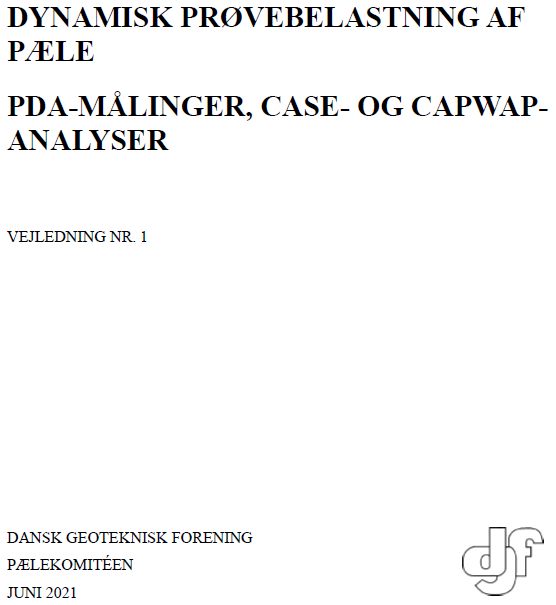 DYNAMISK PRØVEBELASTNING AF
PÆLE
PDA-MÅLINGER, CASE- OG CAPWAP-
ANALYSER
VEJLEDNING NR. 1
DANSK GEOTEKNISK FORENING
PÆLEKOMITÉEN
JUNI 2021
dgf